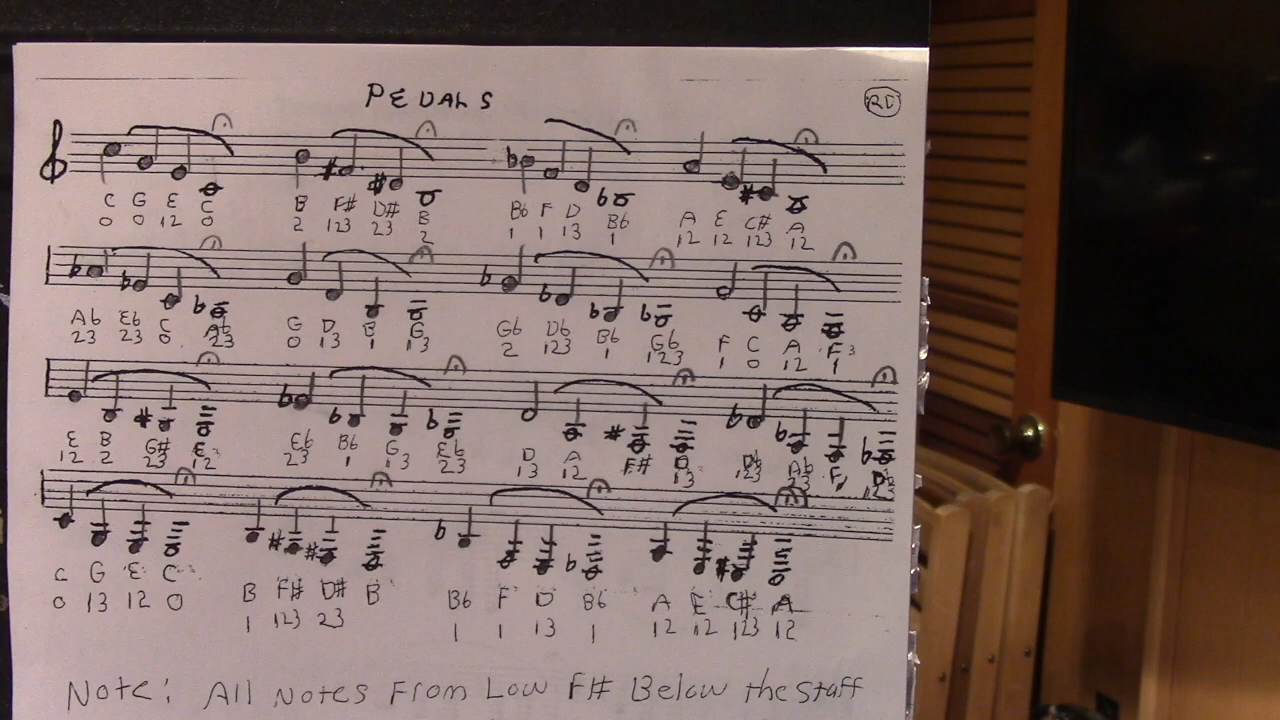 PEDALS
RD
C G E C B F# D# B Bb F D Bb A E C# A
0 0 12 0 2 123 23 2 1 1 13 1 12 12 123 12
Ab Eb C Ab G D B G Gb Db Bb Gb F C A F
23 23 0 23 0 13 1 13 2 123 1 123 1 0 12 1
E B G# E Eb Bb G Eb D A F# D Db Ab F Db
12 2 23 12 23 1 13 23 13 12 13 123 23 1 123
C G E C B F# D# B Bb F D Bb A E C# A
0 13 12 0 1 123 23 1 1 13 1 12 12 123 12
Note: All Notes From Low F# Below the Staff